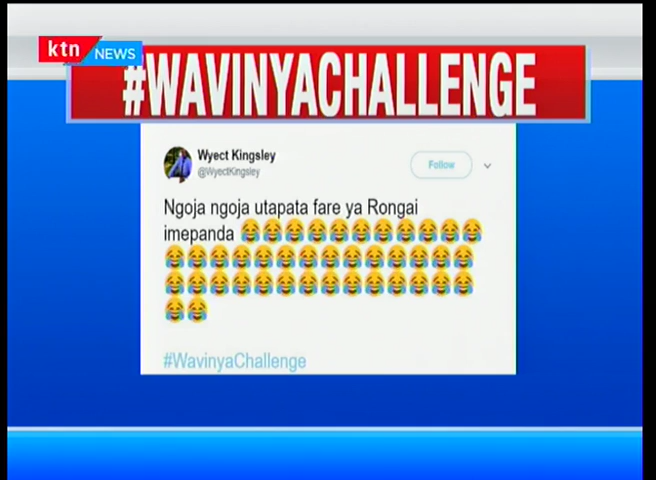 ktn NEWS
#WAVINYACHALLENGE
Wyect Kingsley
@WyectKingsley
Follow
Ngoja ngoja utapata fare ya Rongai
imepanda 😂😂😂😂😂😂😂😂😂😂😂
😂😂😂😂😂😂😂😂😂😂😂😂😂😂
😂😂😂😂😂😂😂😂😂😂😂😂😂😂
😂😂
#WavinyaChallenge